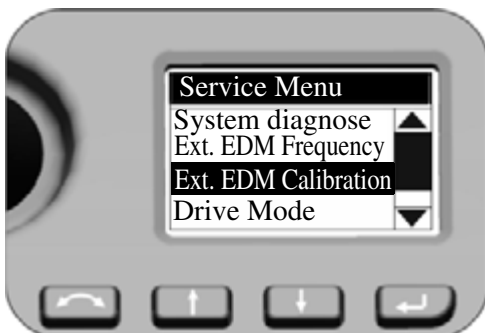 Service Menu
System diagnose
Ext. EDM Frequency
Ext. EDM Calibration
Drive Mode